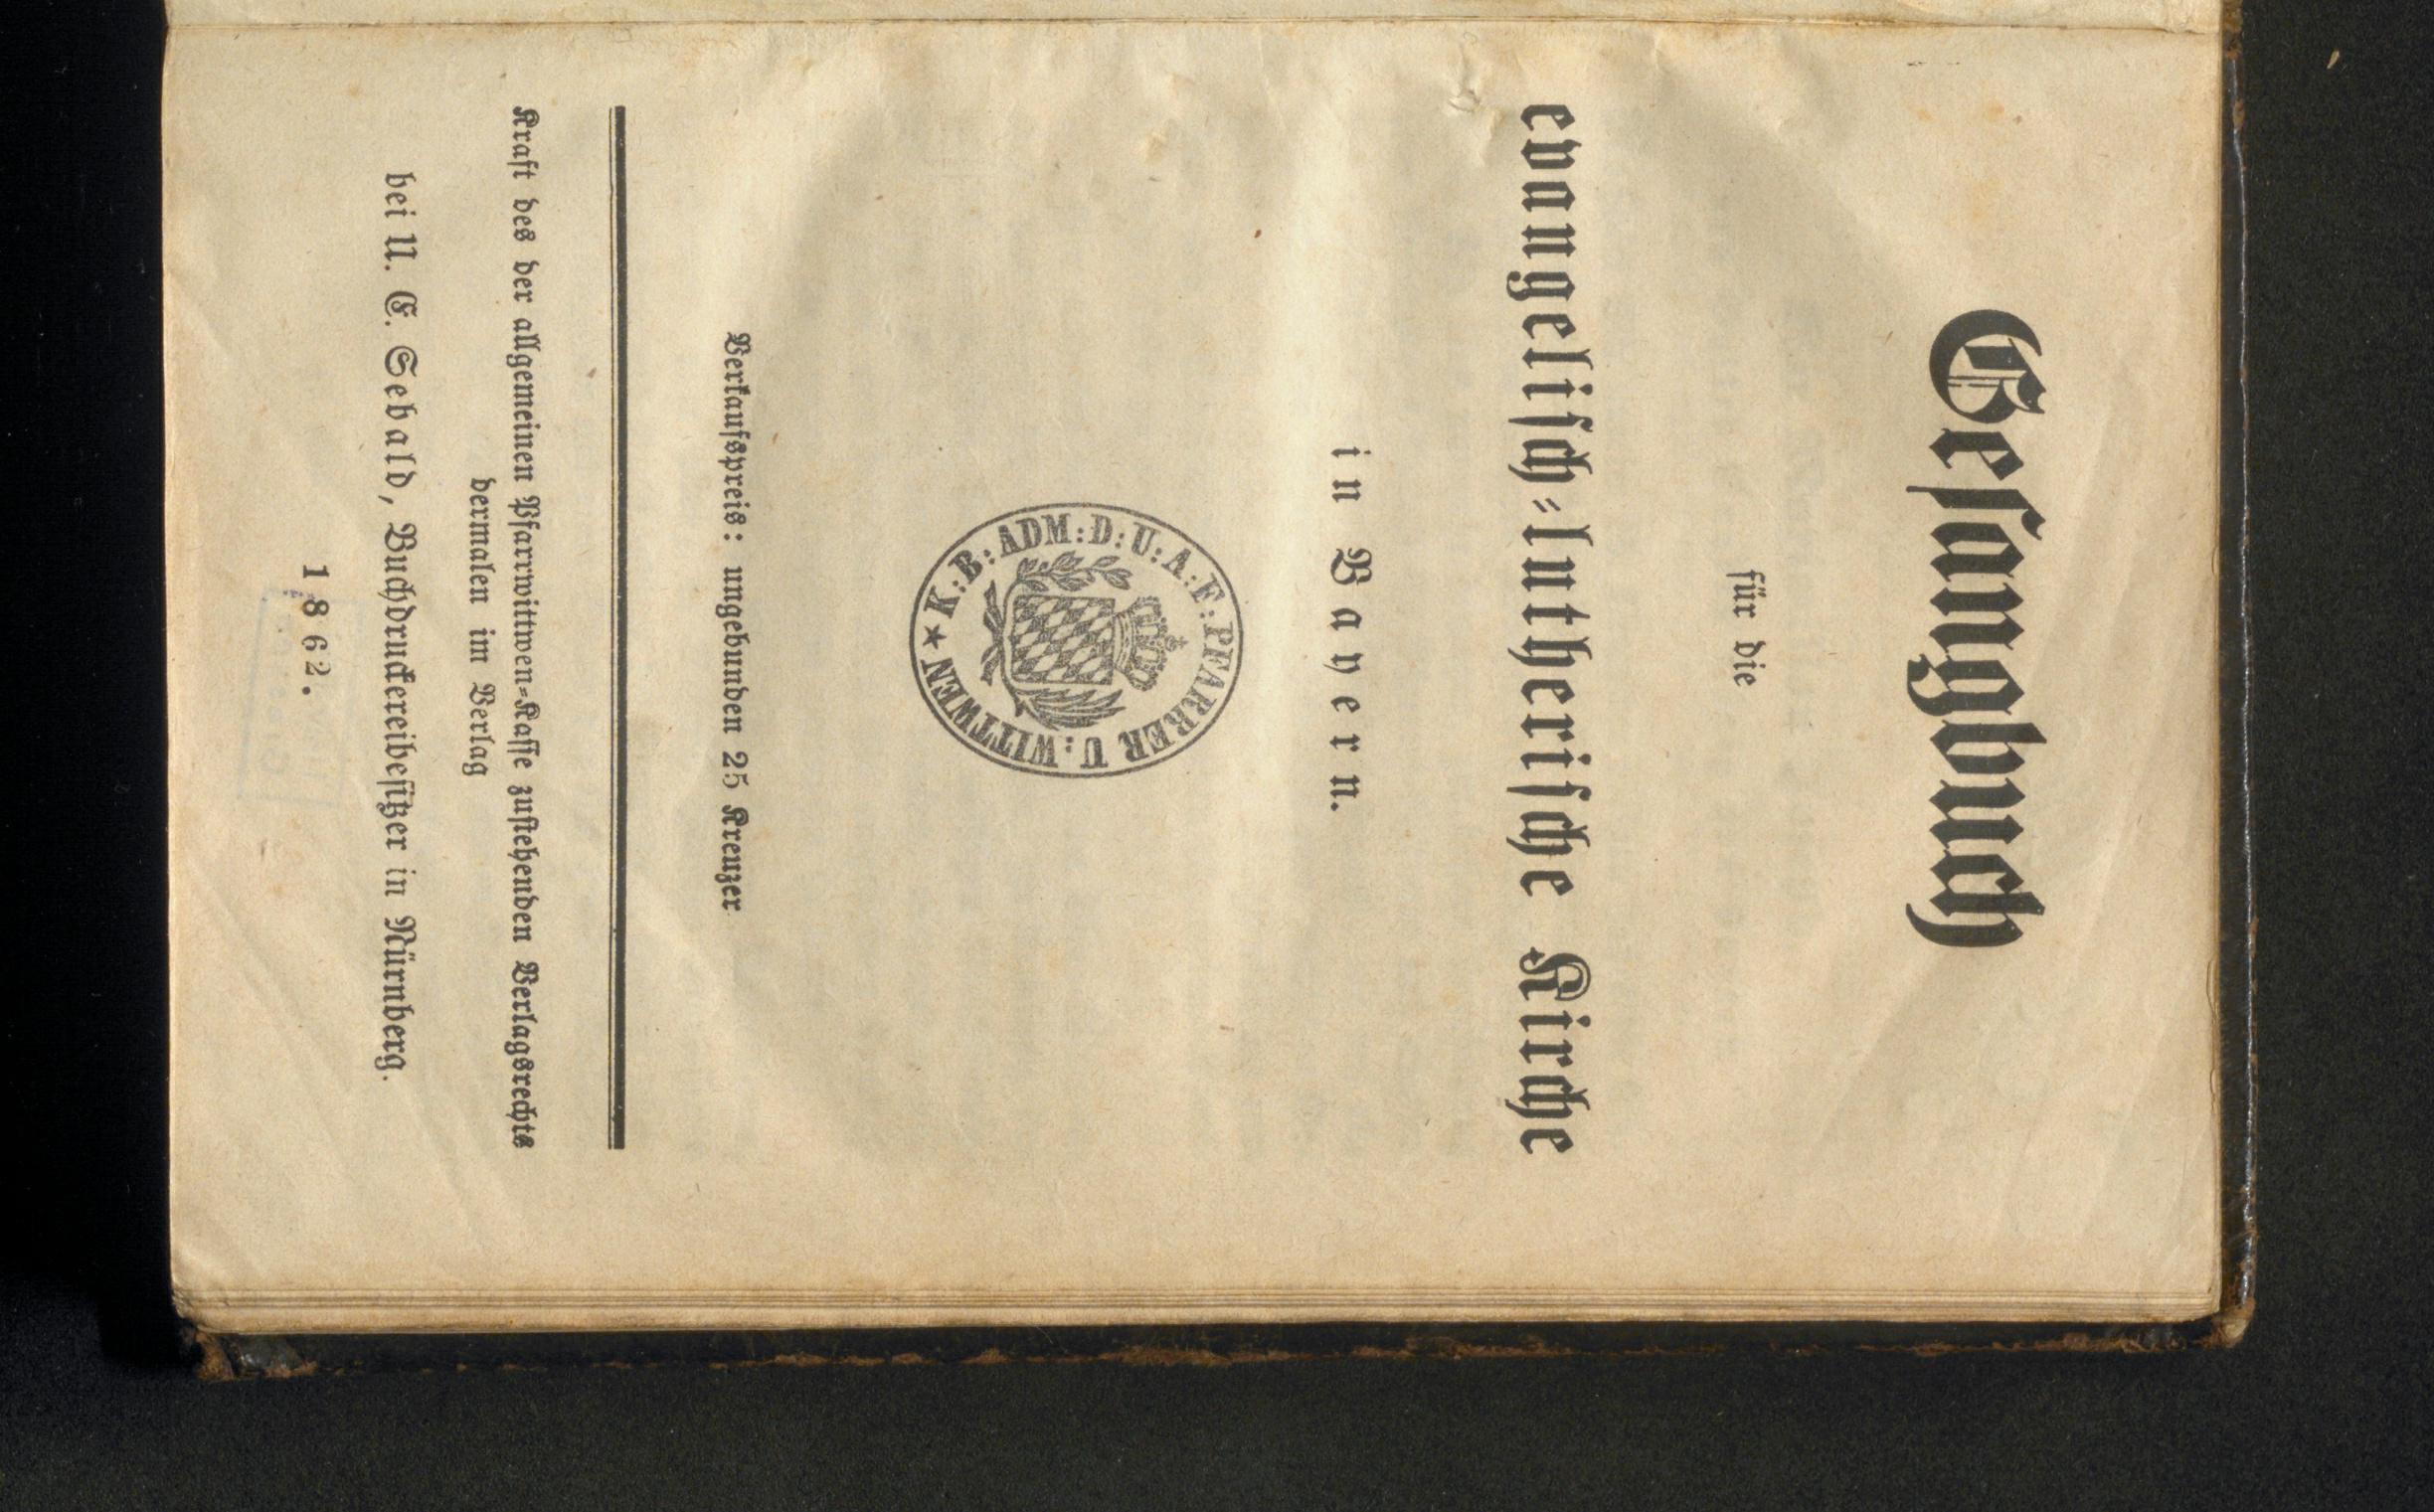 Gesangbuch
für die
evangelisch-lutherische Kirche
in Bayern.
K: B: ADM: D: U: A: F: PFARRER U: WITTWEN
Verkaufspreis: ungebunden 25 Kreuzer
Kraft des der allgemeinen Pfarrwittwen-Kasse zustehenden Verlagsrechts
dermalen im Verlag
bei U. E. Sebald, Buchdruckereibesitzer in Nürnberg.
1862.